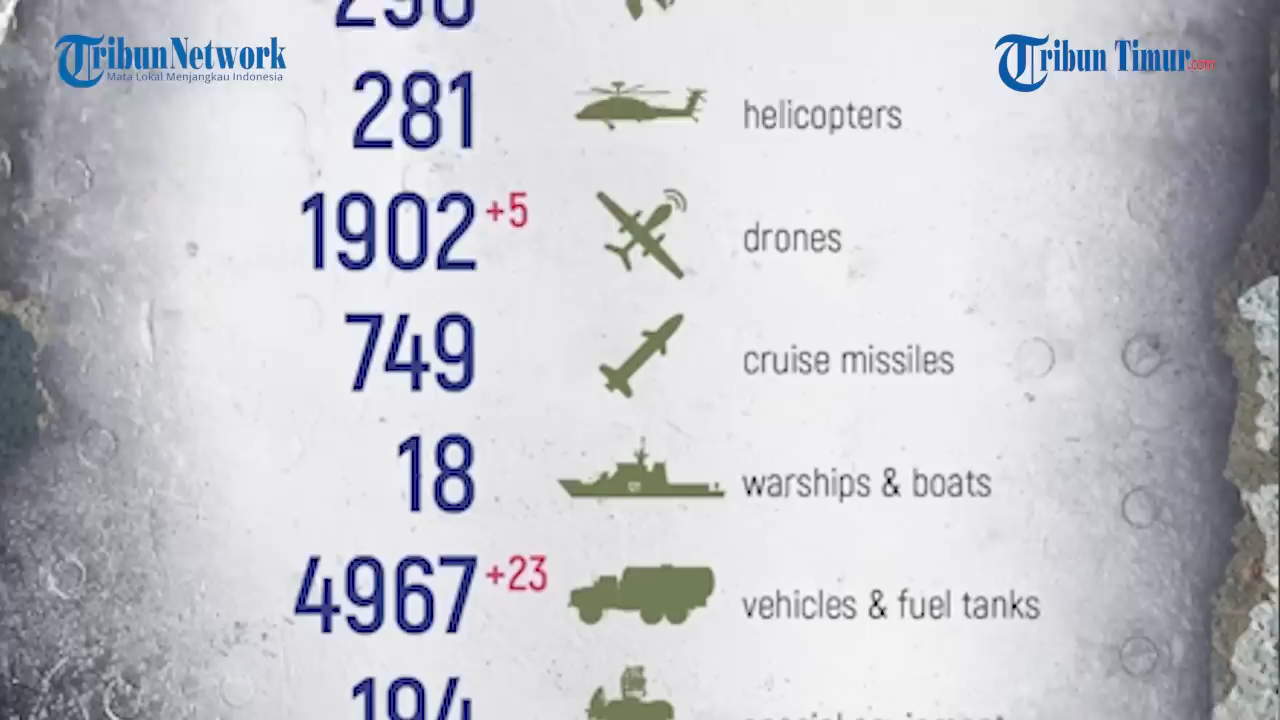 TribunNetwork
Mata Lokal Menjangkau Indonesia
Tribun Timur.com
281 helicopters
1902 +5 drones
749 cruise missiles
18 warships & boats
4967 +23 vehicles & fuel tanks
194